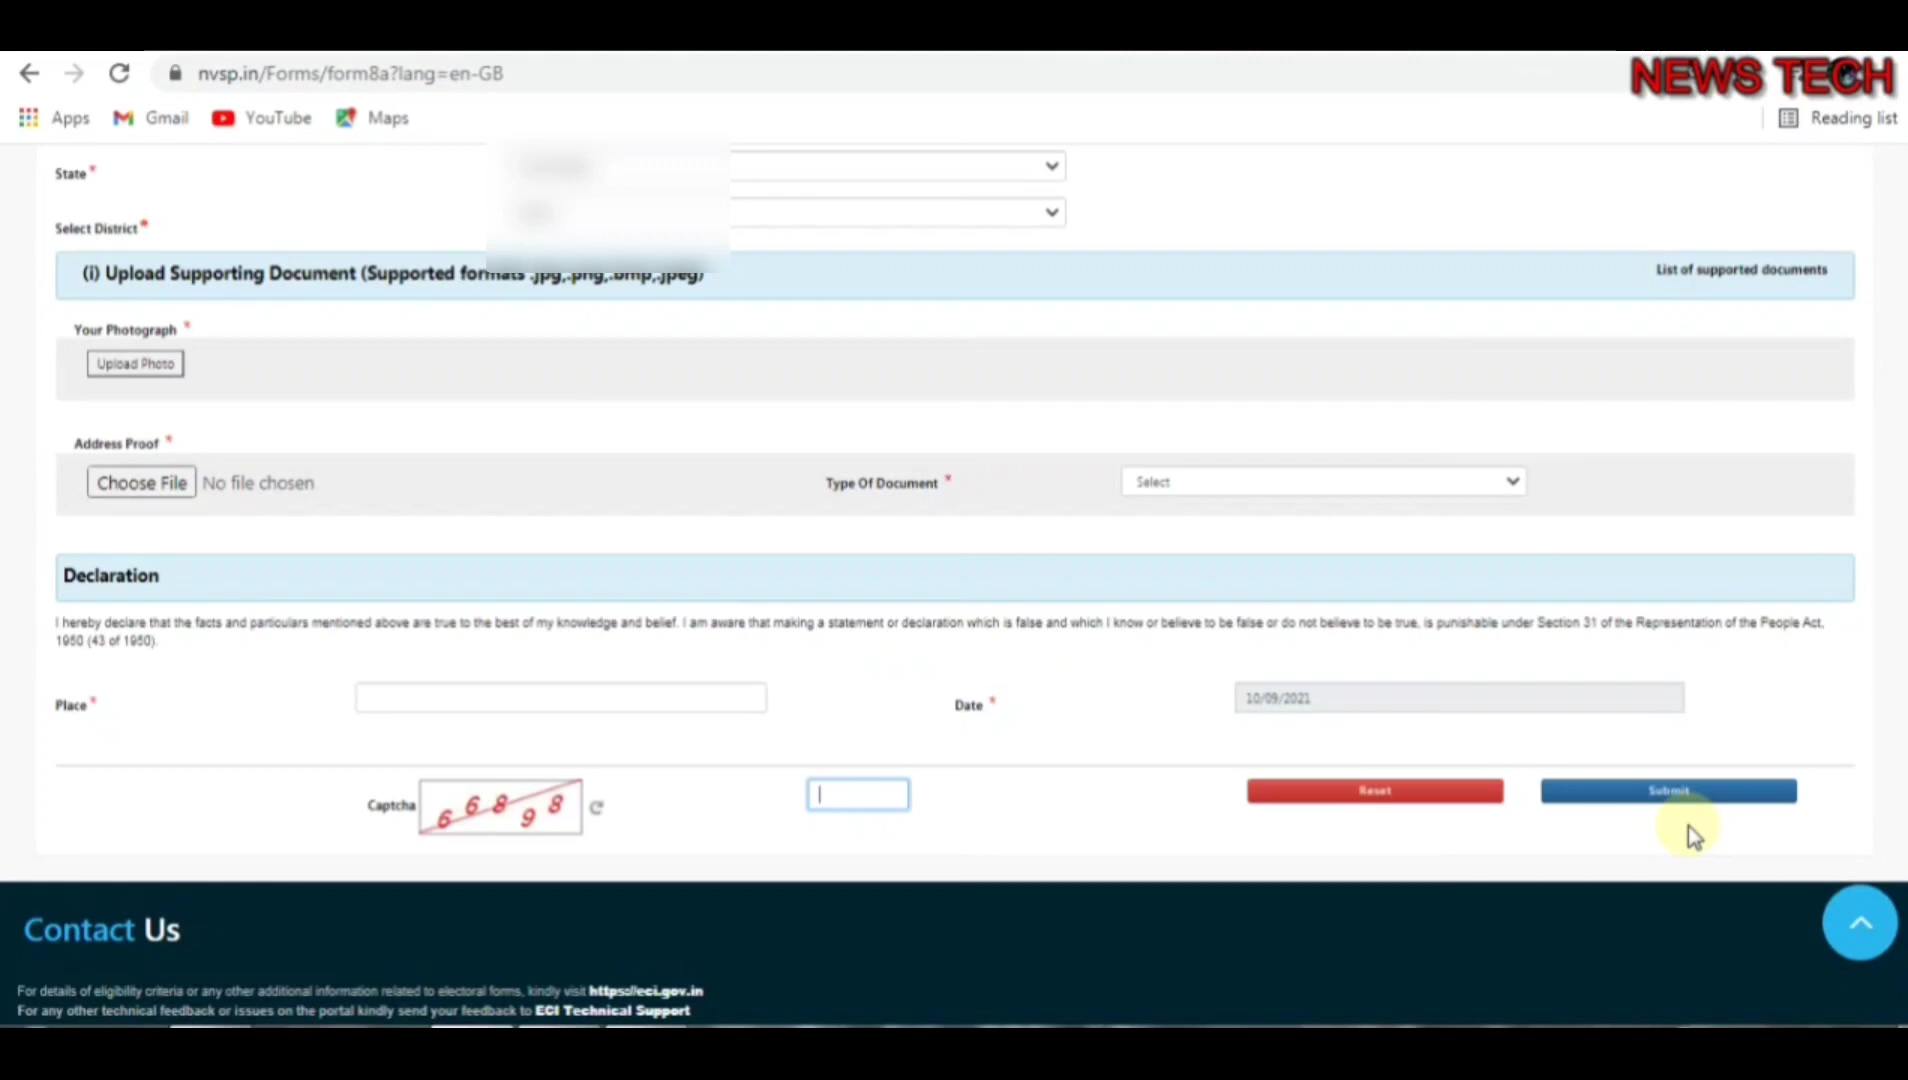 nvsp.in/Forms/form8a?lang=en-GB
NEWS TECH
Apps Gmail YouTube Maps
Reading list
State *
Select District *
(i) Upload Supporting Document (Supported formats .jpg,.png,.bmp,.jpeg)
List of supported documents
Your Photograph *
Upload Photo
Address Proof *
Choose File No file chosen
Type Of Document *
Select
Declaration
I hereby declare that the facts and particulars mentioned above are true to the best of my knowledge and belief. I am aware that making a statement or declaration which is false and which I know or believe to be false or do not believe to be true, is punishable under Section 31 of the Representation of the People Act,
1950 (43 of 1950).
Place *
Date *
10/09/2021
Captcha
6 6 8 9 8
Reset
Submit
Contact Us
For details of eligibility criteria or any other additional information related to electoral forms, kindly visit https://eci.gov.in
For any other technical feedback or issues on the portal kindly send your feedback to ECI Technical Support